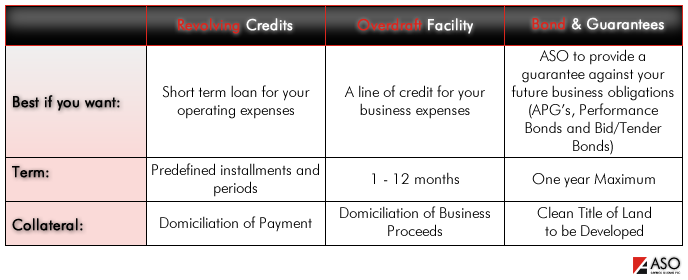 Revolving Credits
Overdraft Facility
Bond & Guarantees
Best if you want:
Short term loan for your
operating expenses
A line of credit for your
business expenses
ASO to provide a
guarantee against your
future business obligations
(APG's, Performance
Bonds and Bid/Tender
Bonds)
Term:
Predefined installments and
periods
1 - 12 months
One year Maximum
Collateral:
Domiciliation of Payment
Domiciliation of Business
Proceeds
Clean Title of Land
to be Developed
ASO